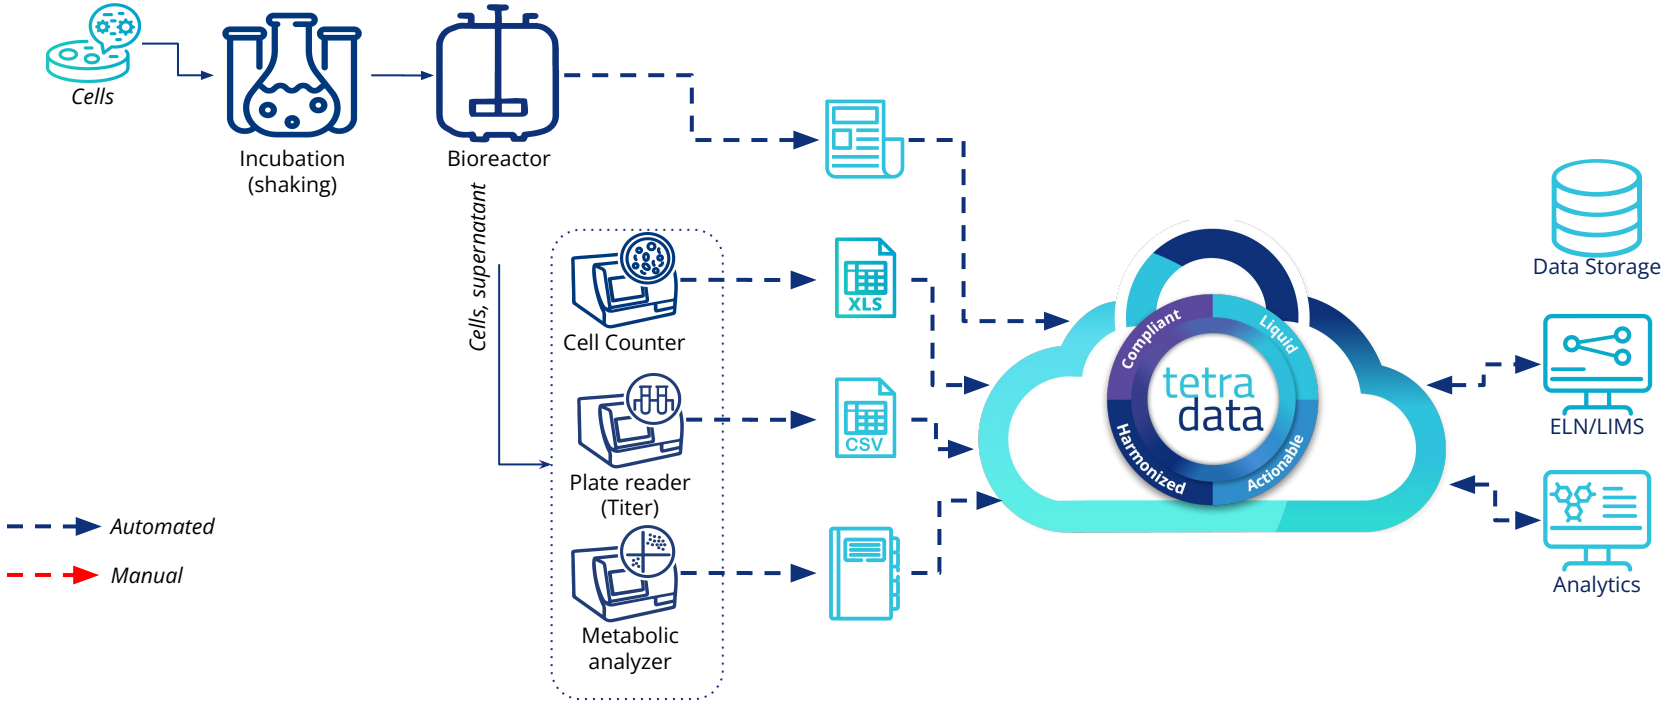 Cells
Incubation
(shaking)
Bioreactor
Cells, supernatant
Cell Counter
Plate reader
(Titer)
Metabolic
analyzer
Automated
Manual
XLS
CSV
Compliant
Liquid
Harmonized
Actionable
tetra
data
Data Storage
ELN/LIMS
Analytics